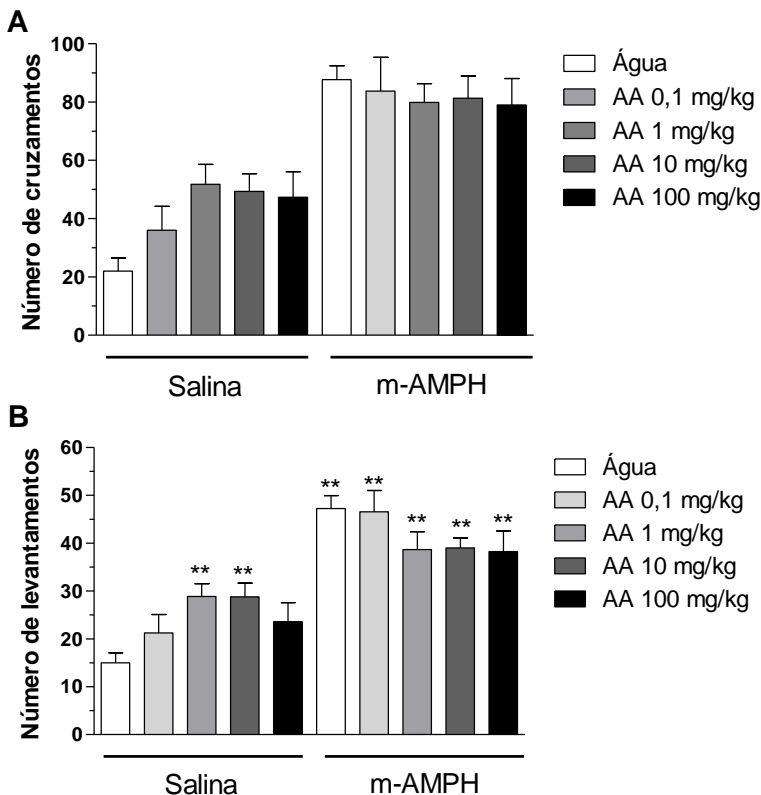 A
Número de cruzamentos
100
80
60
40
20
0
Salina
m-AMPH
Água
AA 0,1 mg/kg
AA 1 mg/kg
AA 10 mg/kg
AA 100 mg/kg
B
Número de levantamentos
60
50
40
30
20
10
0
** ** ** ** ** ** **
Salina
m-AMPH
Água
AA 0,1 mg/kg
AA 1 mg/kg
AA 10 mg/kg
AA 100 mg/kg